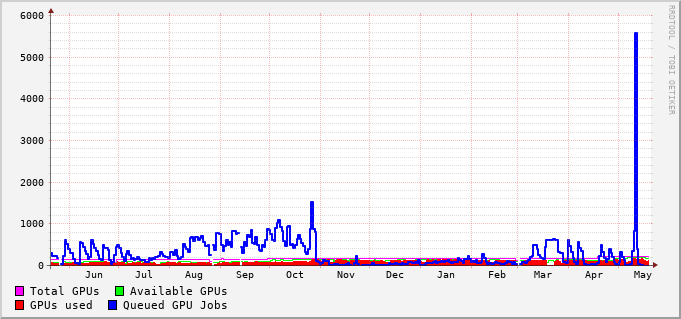 6000
5000
4000
3000
2000
1000
0
Jun Jul Aug Sep Oct Nov Dec Jan Feb Mar Apr May
Total GPUs Available GPUs
GPUs used Queued GPU Jobs
RRDTOOL / TOBI OETIKER